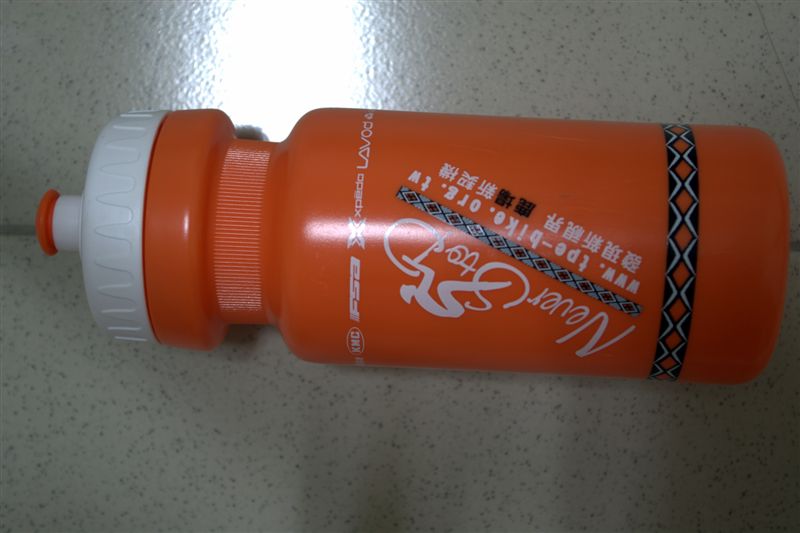 LAVOd
xpedo
FSA
KMC
Never Stop
www.tpe-bike.org.tw
發現新視界 鹿場新契機